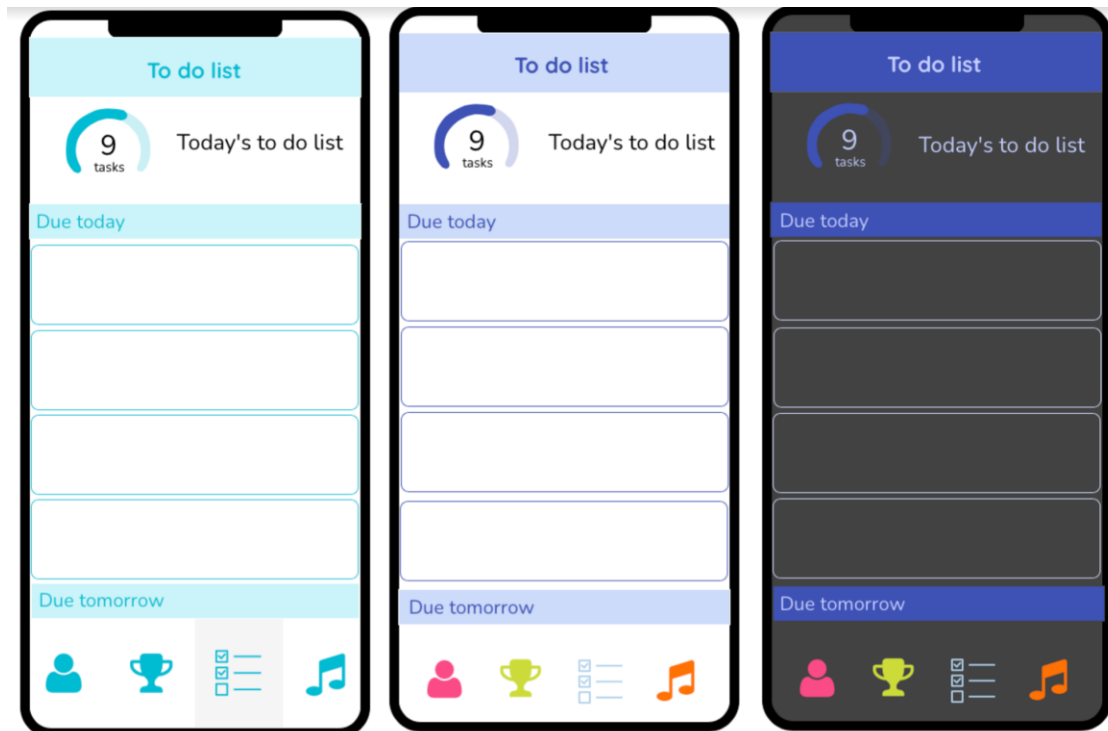 To do list
9
tasks
Today's to do list
Due today
Due tomorrow
To do list
9
tasks
Today's to do list
Due today
Due tomorrow
To do list
9
tasks
Today's to do list
Due today
Due tomorrow